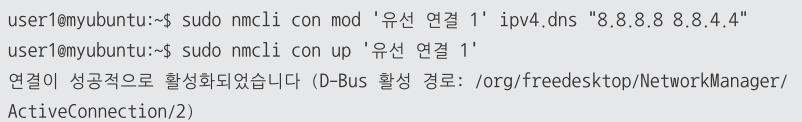 user1@myubuntu:~$ sudo nmcli con mod '유선 연결 1' ipv4.dns "8.8.8.8 8.8.4.4"
user1@myubuntu:~$ sudo nmcli con up '유선 연결 1'
연결이 성공적으로 활성화되었습니다 (D-Bus 활성 경로: /org/freedesktop/NetworkManager/
ActiveConnection/2)